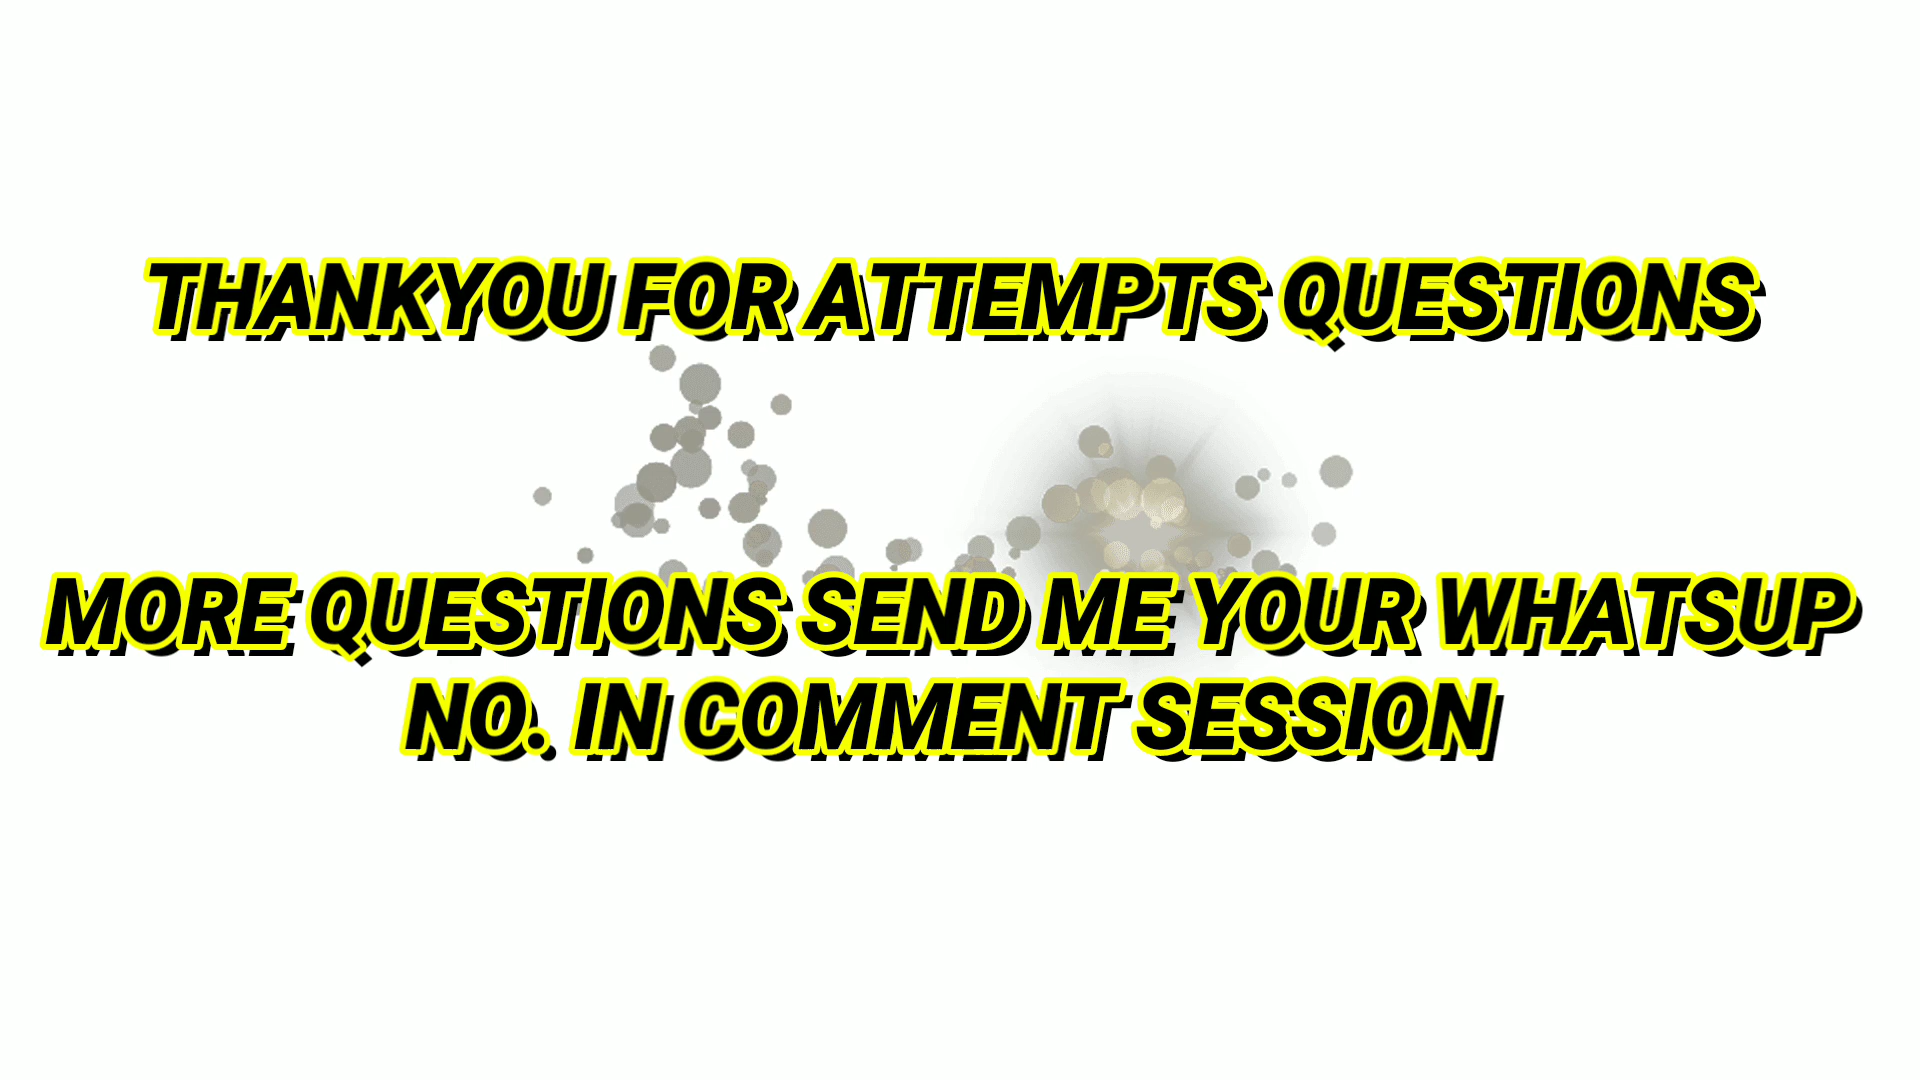 THANKYOU FOR ATTEMPTS QUESTIONS
MORE QUESTIONS SEND ME YOUR WHATSUP
NO. IN COMMENT SESSION